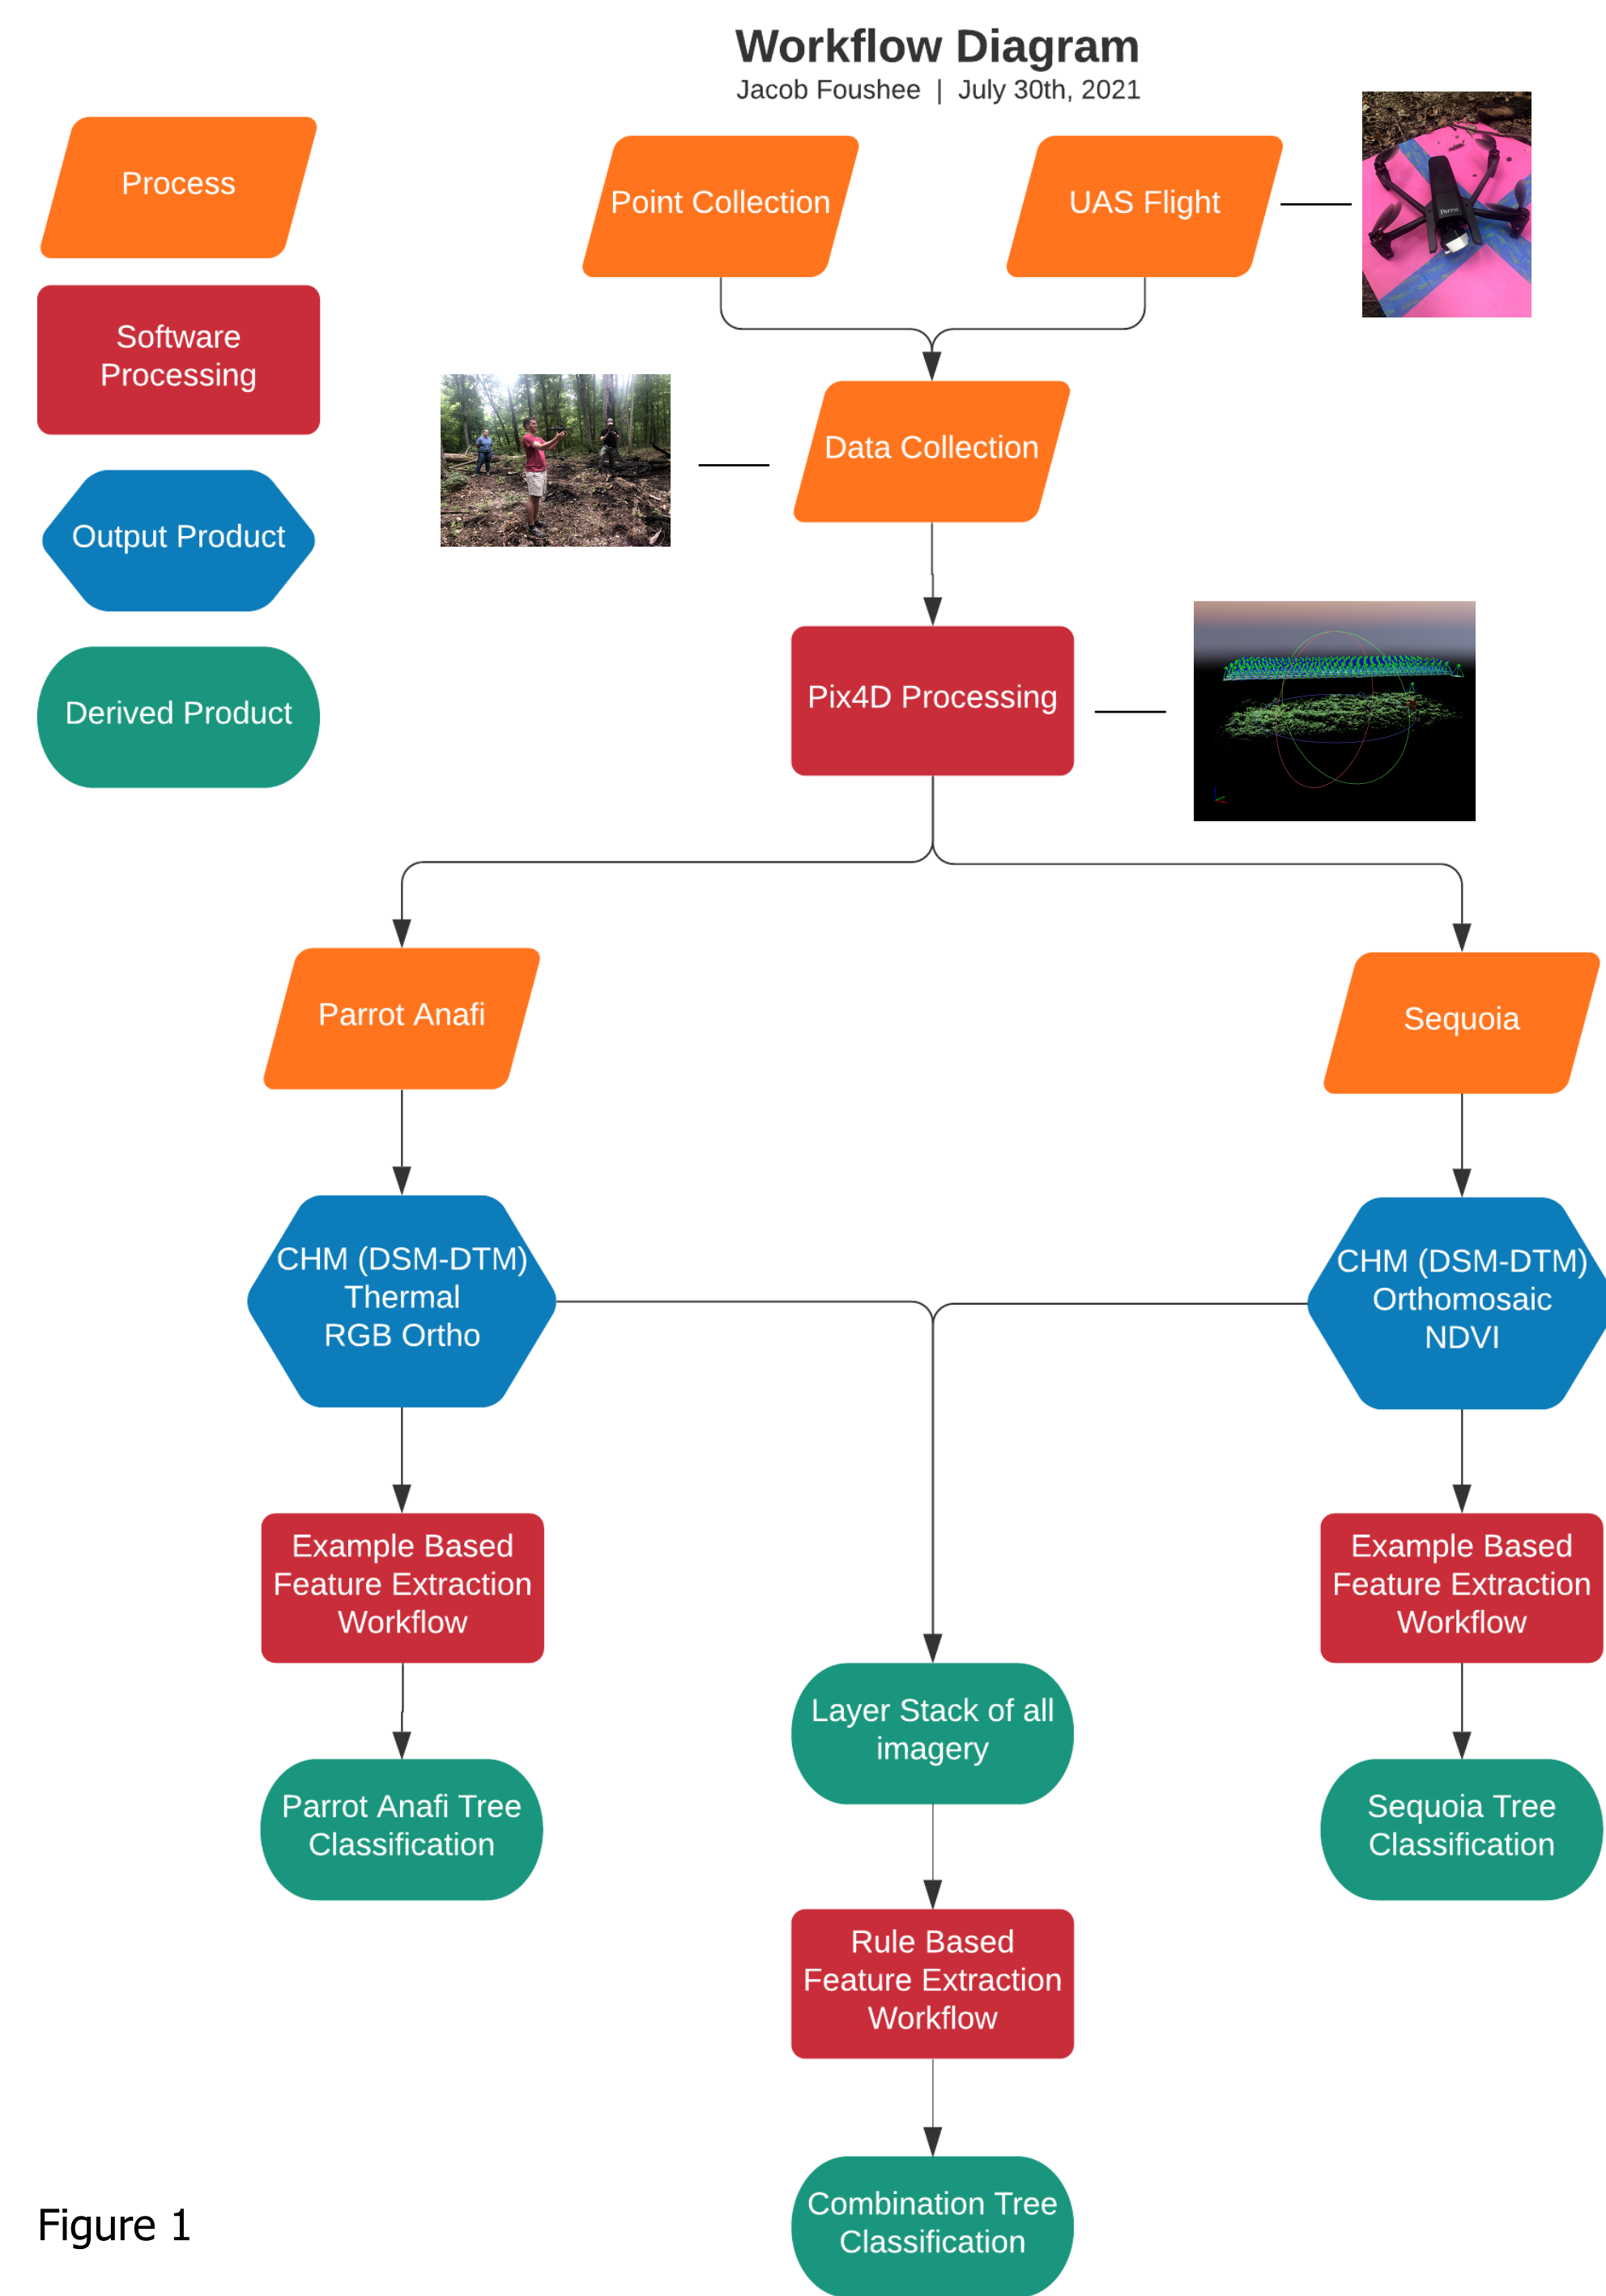 Workflow Diagram
Jacob Foushee | July 30th, 2021
Process
Software
Processing
Output Product
Derived Product
Point Collection
UAS Flight
Parrot
Data Collection
Pix4D Processing
Parrot Anafi
Sequoia
CHM (DSM-DTM)
Thermal
RGB Ortho
CHM (DSM-DTM)
Orthomosaic
NDVI
Example Based
Feature Extraction
Workflow
Example Based
Feature Extraction
Workflow
Layer Stack of all
imagery
Parrot Anafi Tree
Classification
Sequoia Tree
Classification
Rule Based
Feature Extraction
Workflow
Combination Tree
Classification
Figure 1